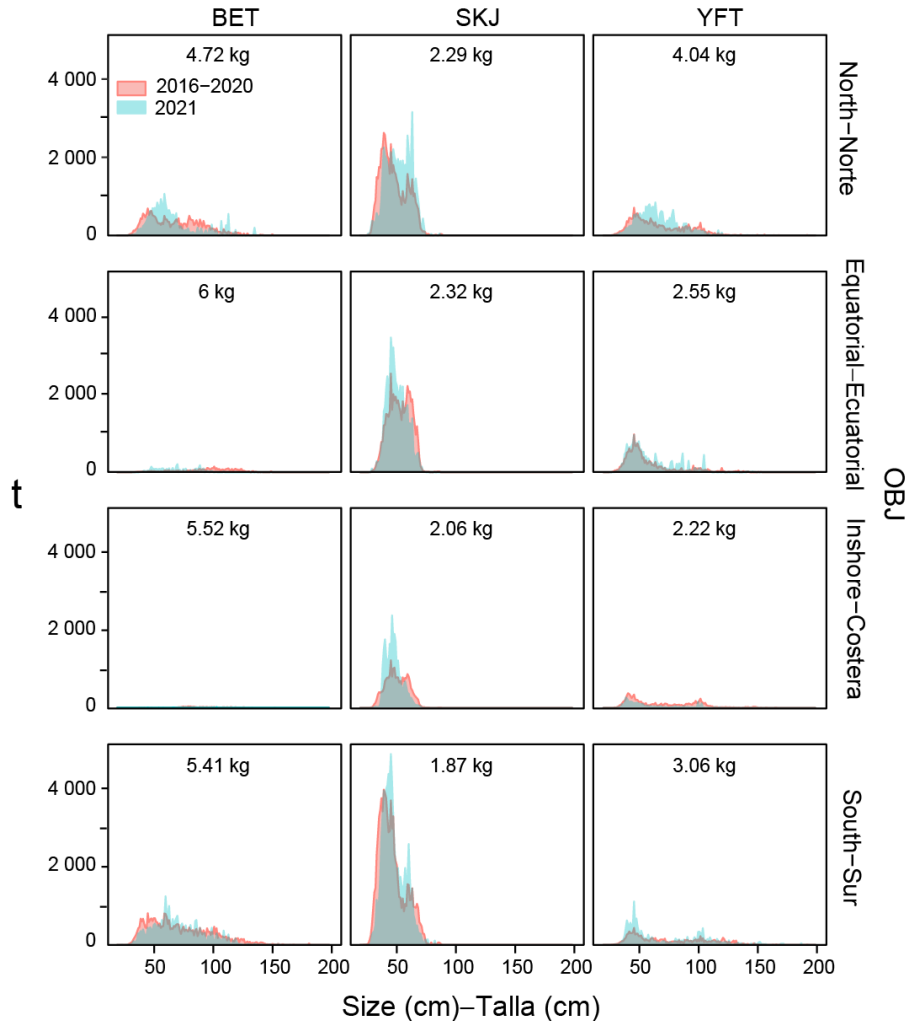 BET SKJ YFT
4.72 kg 2.29 kg 4.04 kg
2016−2020
2021
4 000
2 000
0
North−Norte
6 kg 2.32 kg 2.55 kg
4 000
2 000
0
Equatorial−Ecuatorial
5.52 kg 2.06 kg 2.22 kg
4 000
2 000
0
Inshore−Costera
5.41 kg 1.87 kg 3.06 kg
4 000
2 000
0
South−Sur
t
OBJ
50 100 150 200 50 100 150 200 50 100 150 200
Size (cm)−Talla (cm)